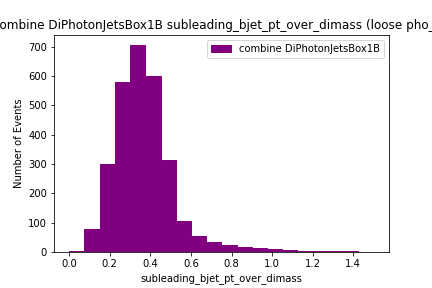 combine DiPhotonJetsBox1B subleading_bjet_pt_over_dimass (loose pho_
combine DiPhotonJetsBox1B
Number of Events
700
600
500
400
300
200
100
0
0.0 0.2 0.4 0.6 0.8 1.0 1.2 1.4
subleading_bjet_pt_over_dimass